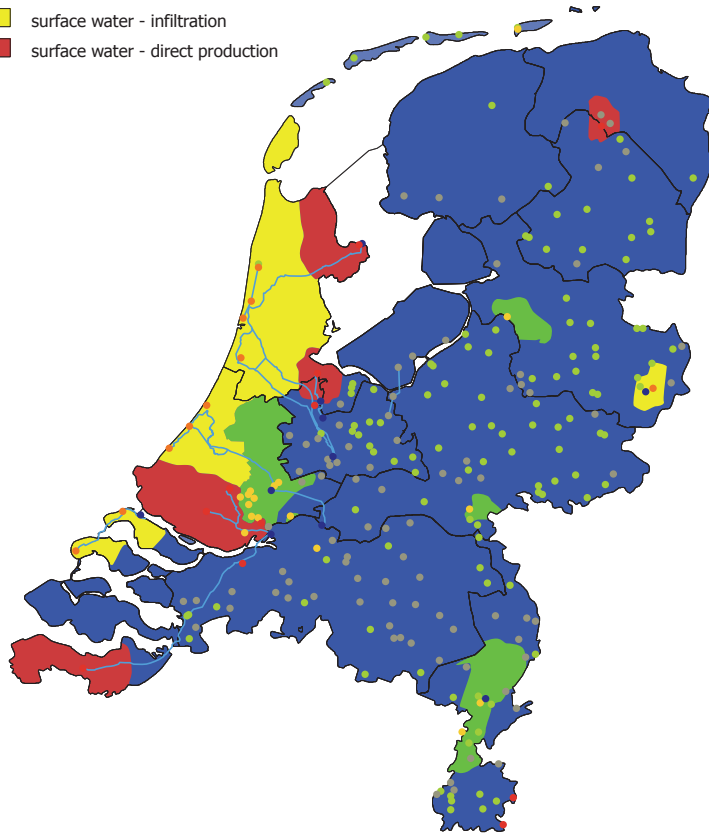 surface water - infiltration
surface water - direct production